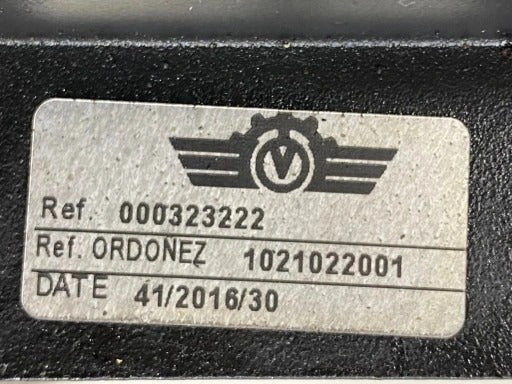 V
Ref. 000323222
Ref. ORDONEZ 1021022001
DATE 41/2016/30